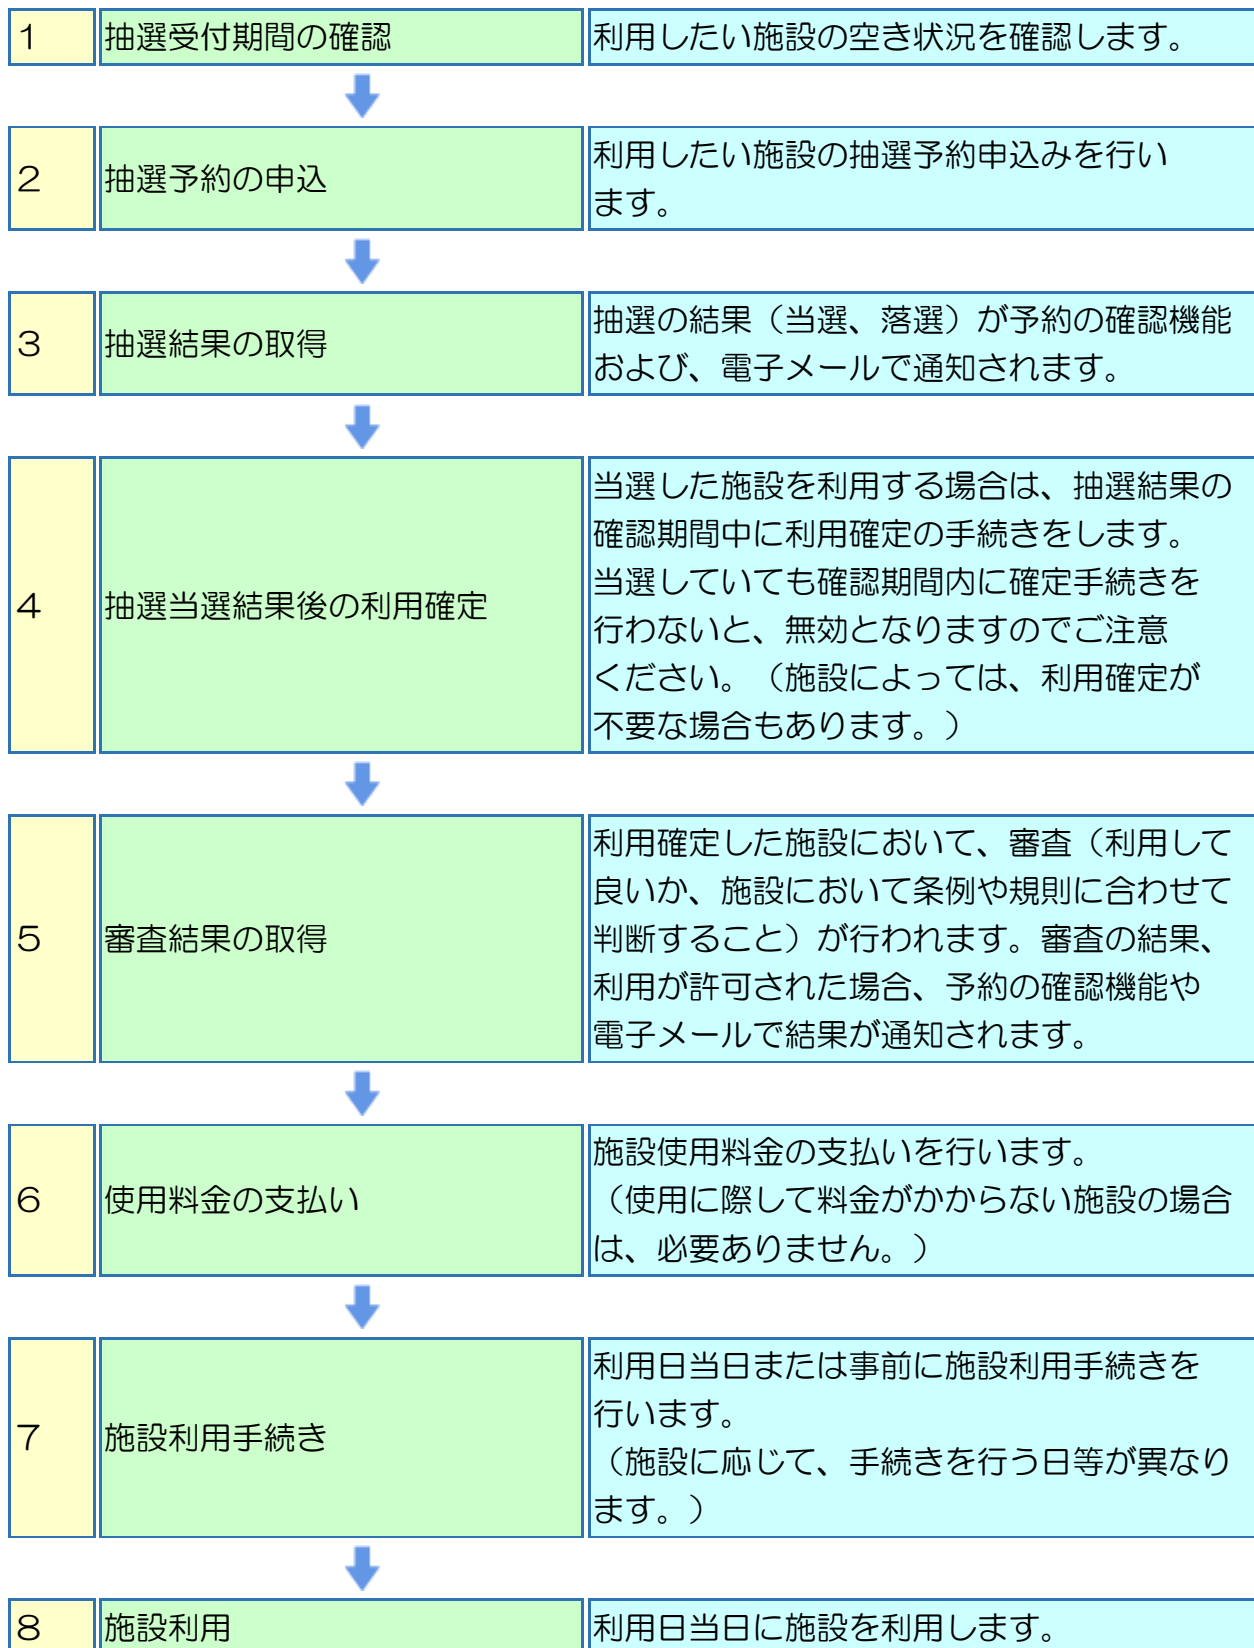 1
抽選受付期間の確認
利用したい施設の空き状況を確認します。
2
抽選予約の申込
利用したい施設の抽選予約申込みを行い
ます。
3
抽選結果の取得
抽選の結果（当選、落選）が予約の確認機能
および、電子メールで通知されます。
4
抽選当選結果後の利用確定
当選した施設を利用する場合は、抽選結果の
確認期間中に利用確定の手続きをします。
当選していても確認期間内に確定手続きを
行わないと、無効となりますのでご注意
ください。（施設によっては、利用確定が
不要な場合もあります。）
5
審査結果の取得
利用確定した施設において、審査（利用して
良いか、施設において条例や規則に合わせて
判断すること）が行われます。審査の結果、
利用が許可された場合、予約の確認機能や
電子メールで結果が通知されます。
6
使用料金の支払い
施設使用料金の支払いを行います。
（使用に際して料金がかからない施設の場合
は、必要ありません。）
7
施設利用手続き
利用日当日または事前に施設利用手続きを
行います。
（施設に応じて、手続きを行う日等が異なり
ます。）
8
施設利用
利用日当日に施設を利用します。